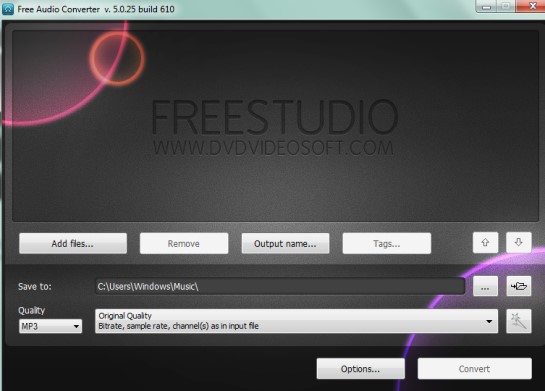 Free Audio Converter v. 5.0.25 build 610
FREESTUDIO
WWW.DVDVIDEOSOFT.COM
Add files... Remove Output name... Tags...
Save to: C:\Users\Windows\Music\ ...
Quality
MP3
Original Quality
Bitrate, sample rate, channel(s) as in input file
Options... Convert